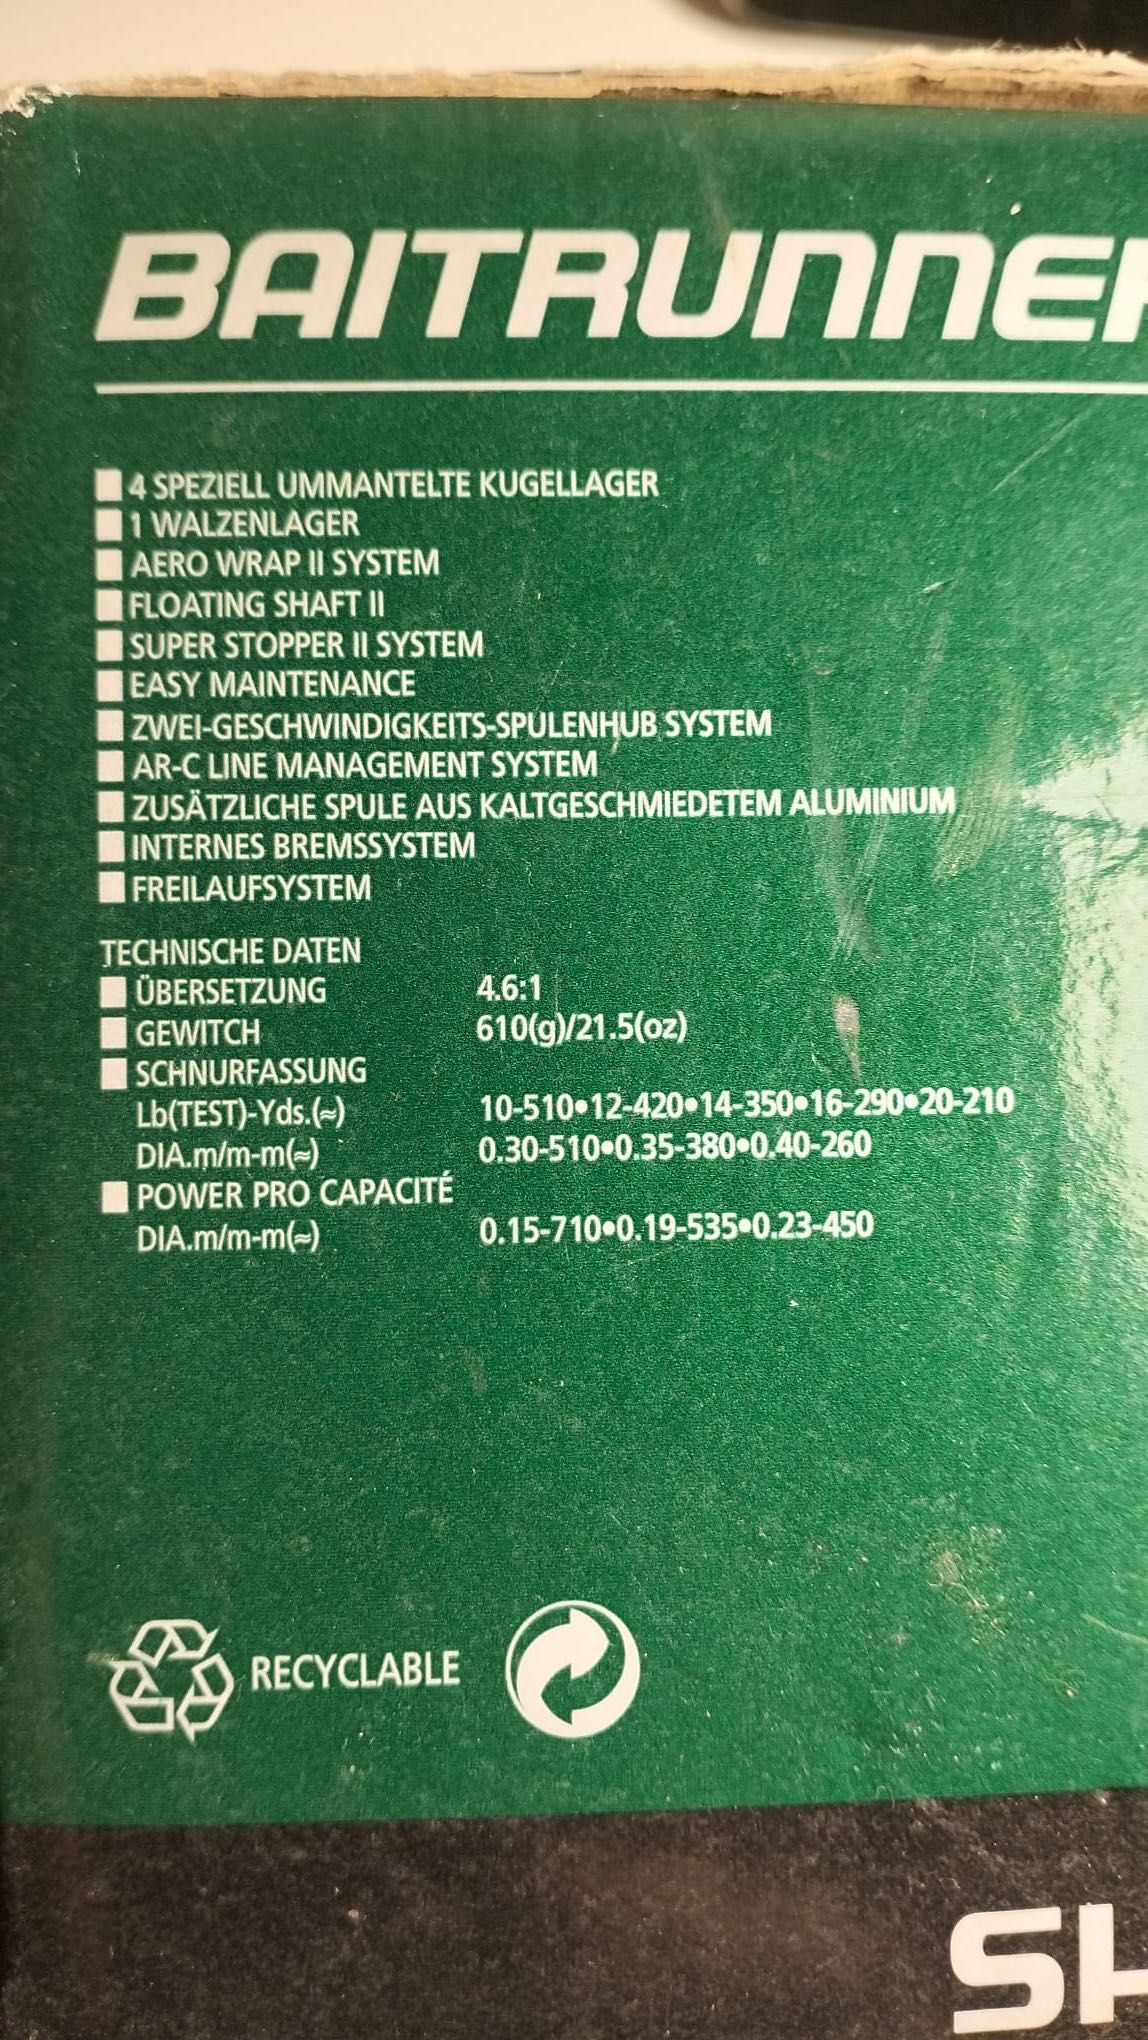 BAITRUNNE
4 SPEZIELL UMMANTELTE KUGELLAGER
1 WALZENLAGER
AERO WRAP II SYSTEM
FLOATING SHAFT II
SUPER STOPPER II SYSTEM
EASY MAINTENANCE
ZWEI-GESCHWINDIGKEITS-SPULENHUB SYSTEM
AR-C LINE MANAGEMENT SYSTEM
ZUSÄTZLICHE SPULE AUS KALTGESCHMIEDETEM ALUMINIUM
INTERNES BREMSSYSTEM
FREILAUFSYSTEM
TECHNISCHE DATEN
ÜBERSETZUNG 4.6:1
GEWITCH 610(g)/21.5(oz)
SCHNURFASSUNG
Lb(TEST)-Yds.(≈) 10-510•12-420•14-350•16-290•20-210
DIA.m/m-m(≈) 0.30-510•0.35-380•0.40-260
POWER PRO CAPACITÉ
DIA.m/m-m(≈) 0.15-710•0.19-535•0.23-450
RECYCLABLE
SH